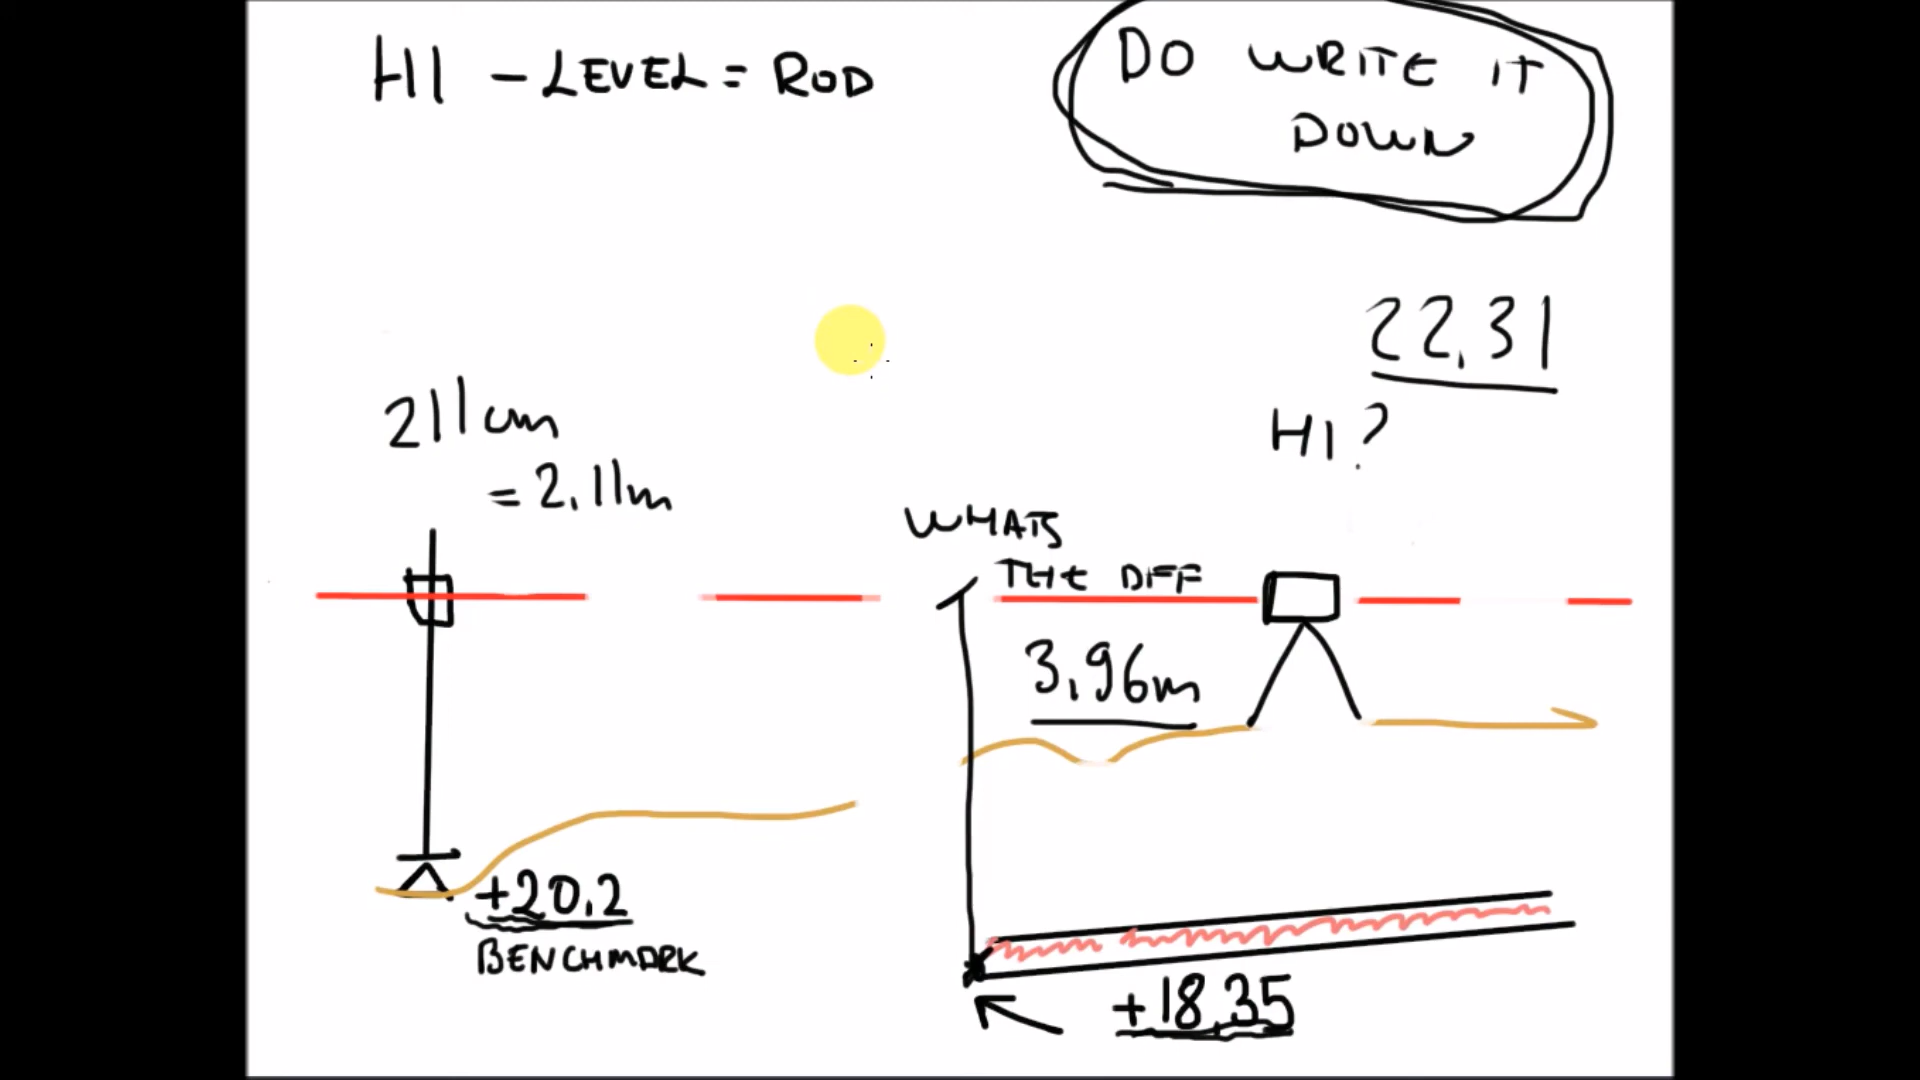 HI - LEVEL = ROD
DO WRITE IT
DOWN
22.31
HI?
211cm
= 2.11m
WHATS
THE DIFF
3.96m
+20.2
BENCHMARK
+18.35